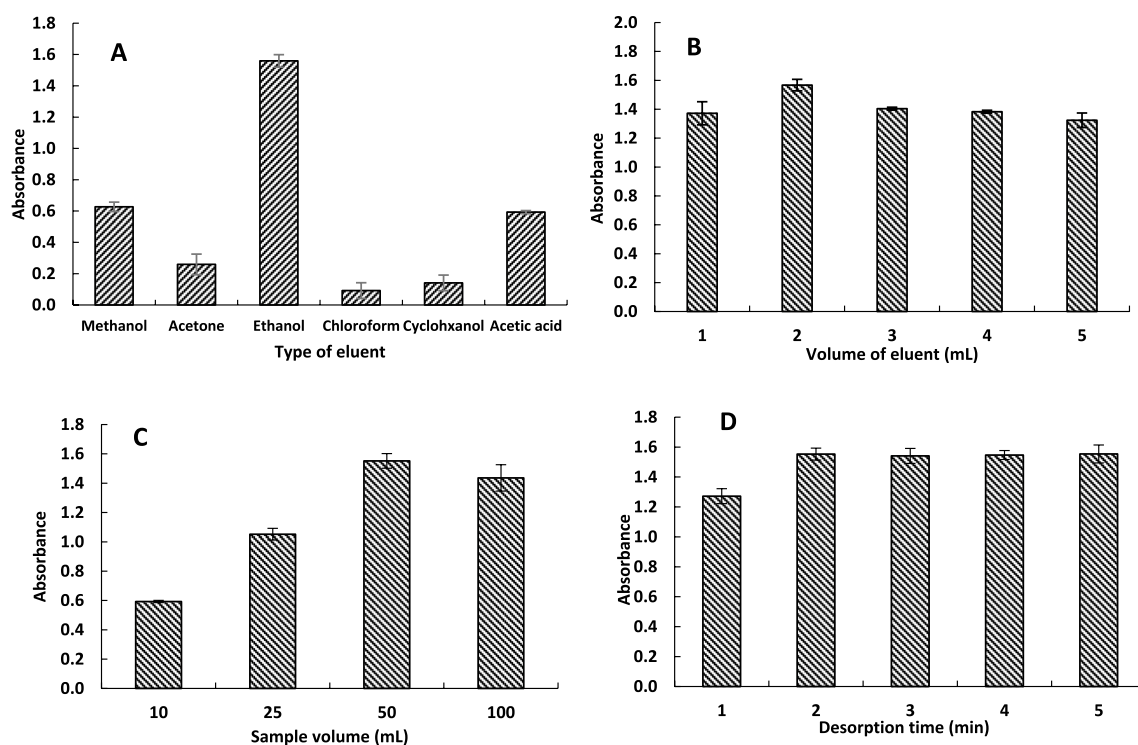 A
Absorbance
1.8
1.6
1.4
1.2
1.0
0.8
0.6
0.4
0.2
0.0
Methanol Acetone Ethanol Chloroform Cyclohxanol Acetic acid
Type of eluent
B
Absorbance
2.0
1.8
1.6
1.4
1.2
1.0
0.8
0.6
0.4
0.2
0.0
1 2 3 4 5
Volume of eluent (mL)
C
Absorbance
1.8
1.6
1.4
1.2
1.0
0.8
0.6
0.4
0.2
0.0
10 25 50 100
Sample volume (mL)
D
Absorbance
1.8
1.6
1.4
1.2
1.0
0.8
0.6
0.4
0.2
0.0
1 2 3 4 5
Desorption time (min)